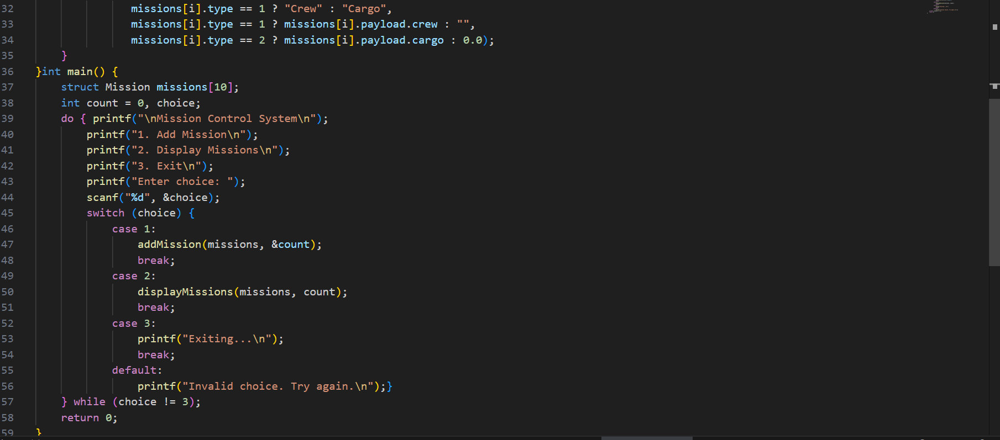 32 missions[i].type == 1 ? "Crew" : "Cargo",
33 missions[i].type == 1 ? missions[i].payload.crew : "",
34 missions[i].type == 2 ? missions[i].payload.cargo : 0.0);
35 }
36 }int main() {
37 struct Mission missions[10];
38 int count = 0, choice;
39 do { printf("\nMission Control System\n");
40 printf("1. Add Mission\n");
41 printf("2. Display Missions\n");
42 printf("3. Exit\n");
43 printf("Enter choice: ");
44 scanf("%d", &choice);
45 switch (choice) {
46 case 1:
47 addMission(missions, &count);
48 break;
49 case 2:
50 displayMissions(missions, count);
51 break;
52 case 3:
53 printf("Exiting...\n");
54 break;
55 default:
56 printf("Invalid choice. Try again.\n");}
57 } while (choice != 3);
58 return 0;
59 }